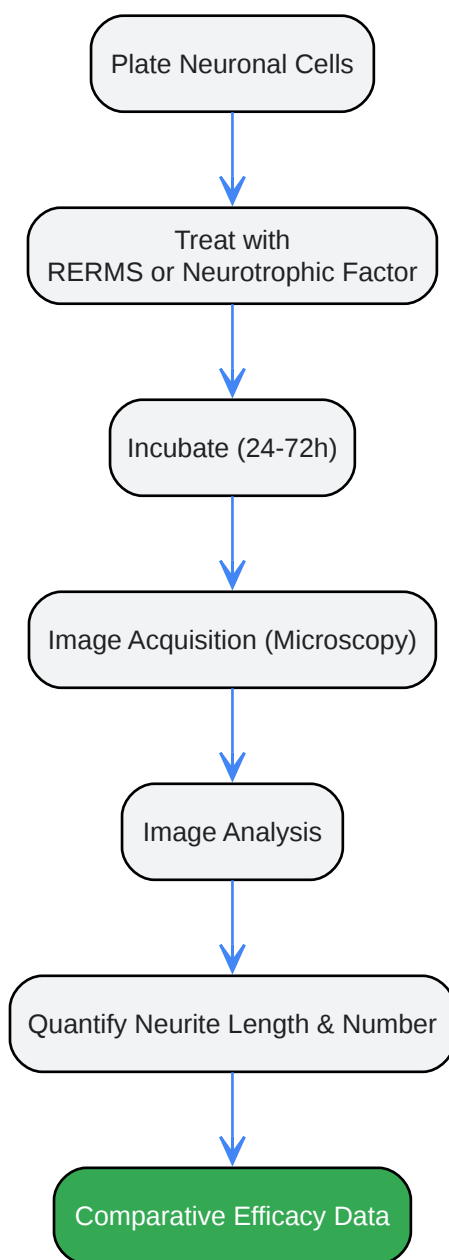 Plate Neuronal Cells
Treat with
RERMS or Neurotrophic Factor
Incubate (24-72h)
Image Acquisition (Microscopy)
Image Analysis
Quantify Neurite Length & Number
Comparative Efficacy Data